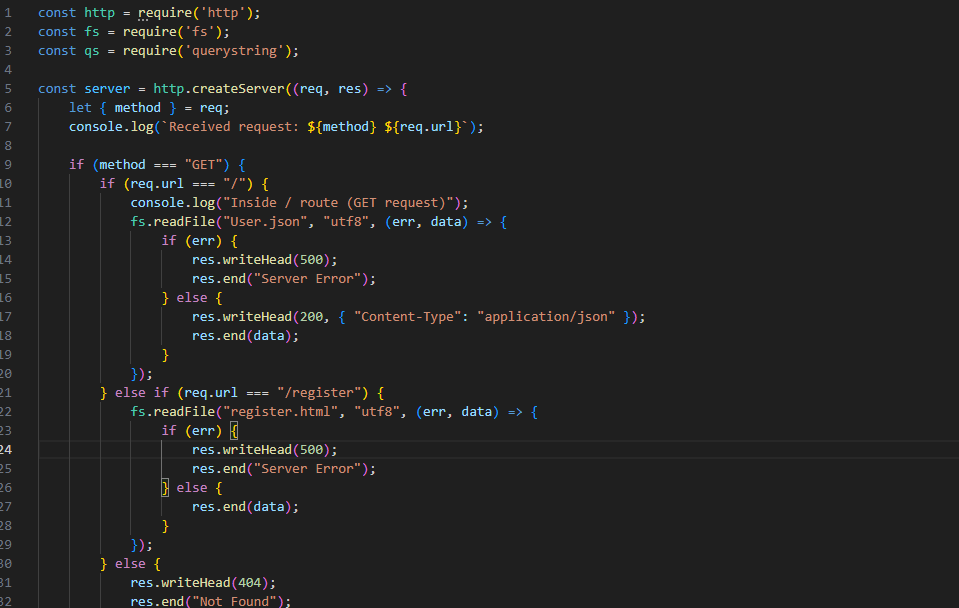 1 const http = require('http');
2 const fs = require('fs');
3 const qs = require('querystring');
4
5 const server = http.createServer((req, res) => {
6     let { method } = req;
7     console.log(`Received request: ${method} ${req.url}`);
8
9     if (method === "GET") {
10         if (req.url === "/") {
11             console.log("Inside / route (GET request)");
12             fs.readFile("User.json", "utf8", (err, data) => {
13                 if (err) {
14                     res.writeHead(500);
15                     res.end("Server Error");
16                 } else {
17                     res.writeHead(200, { "Content-Type": "application/json" });
18                     res.end(data);
19                 }
20             });
21         } else if (req.url === "/register") {
22             fs.readFile("register.html", "utf8", (err, data) => {
23                 if (err) {
24                     res.writeHead(500);
25                     res.end("Server Error");
26                 } else {
27                     res.end(data);
28                 }
29             });
30         } else {
31             res.writeHead(404);
32             res.end("Not Found");